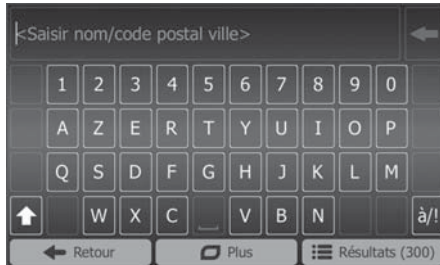 <Saisir nom/code postal ville>
1 2 3 4 5 6 7 8 9 0
A Z E R T Y U I O P
Q S D F G H J K L M
W X C V B N à/!
Retour Plus Résultats (300)